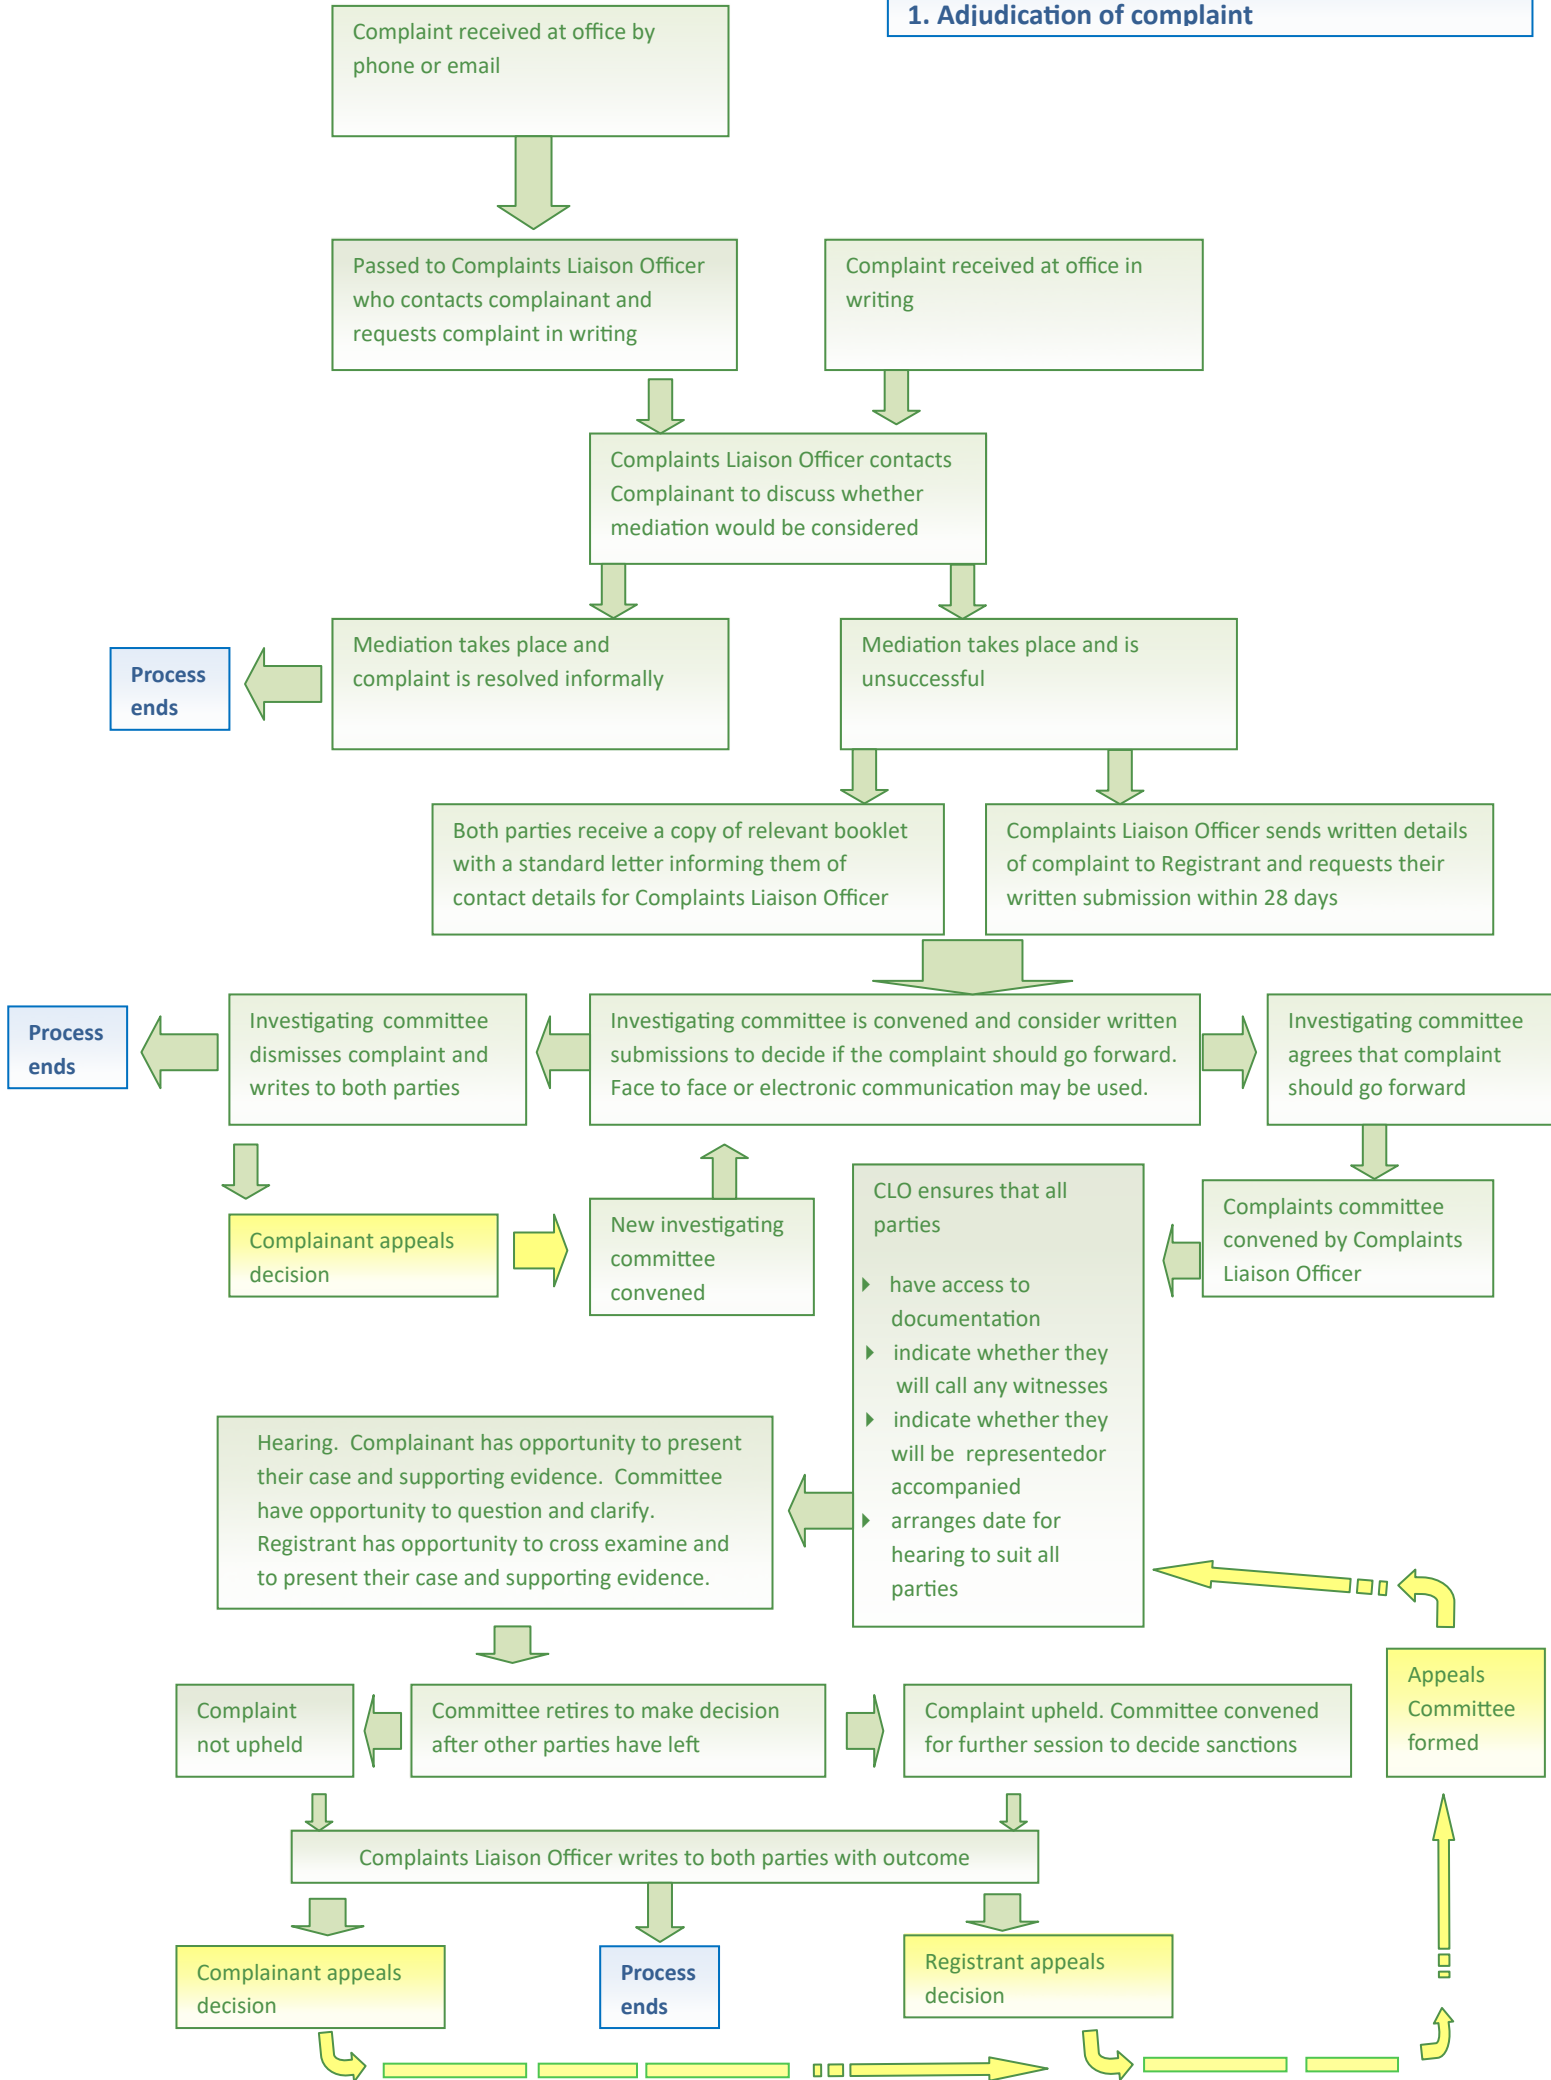 1. Adjudication of complaint
Complaint received at office by
phone or email
Passed to Complaints Liaison Officer
who contacts complainant and
requests complaint in writing
Complaint received at office in
writing
Complaints Liaison Officer contacts
Complainant to discuss whether
mediation would be considered
Process
ends
Mediation takes place and
complaint is resolved informally
Mediation takes place and is
unsuccessful
Both parties receive a copy of relevant booklet
with a standard letter informing them of
contact details for Complaints Liaison Officer
Complaints Liaison Officer sends written details
of complaint to Registrant and requests their
written submission within 28 days
Process
ends
Investigating committee
dismisses complaint and
writes to both parties
Investigating committee is convened and consider written
submissions to decide if the complaint should go forward.
Face to face or electronic communication may be used.
Investigating committee
agrees that complaint
should go forward
Complainant appeals
decision
New investigating
committee
convened
CLO ensures that all
parties
have access to
documentation
indicate whether they
will call any witnesses
indicate whether they
will be representedor
accompanied
arranges date for
hearing to suit all
parties
Complaints committee
convened by Complaints
Liaison Officer
Hearing. Complainant has opportunity to present
their case and supporting evidence. Committee
have opportunity to question and clarify.
Registrant has opportunity to cross examine and
to present their case and supporting evidence.
Complaint
not upheld
Committee retires to make decision
after other parties have left
Complaint upheld. Committee convened
for further session to decide sanctions
Appeals
Committee
formed
Complaints Liaison Officer writes to both parties with outcome
Complainant appeals
decision
Process
ends
Registrant appeals
decision